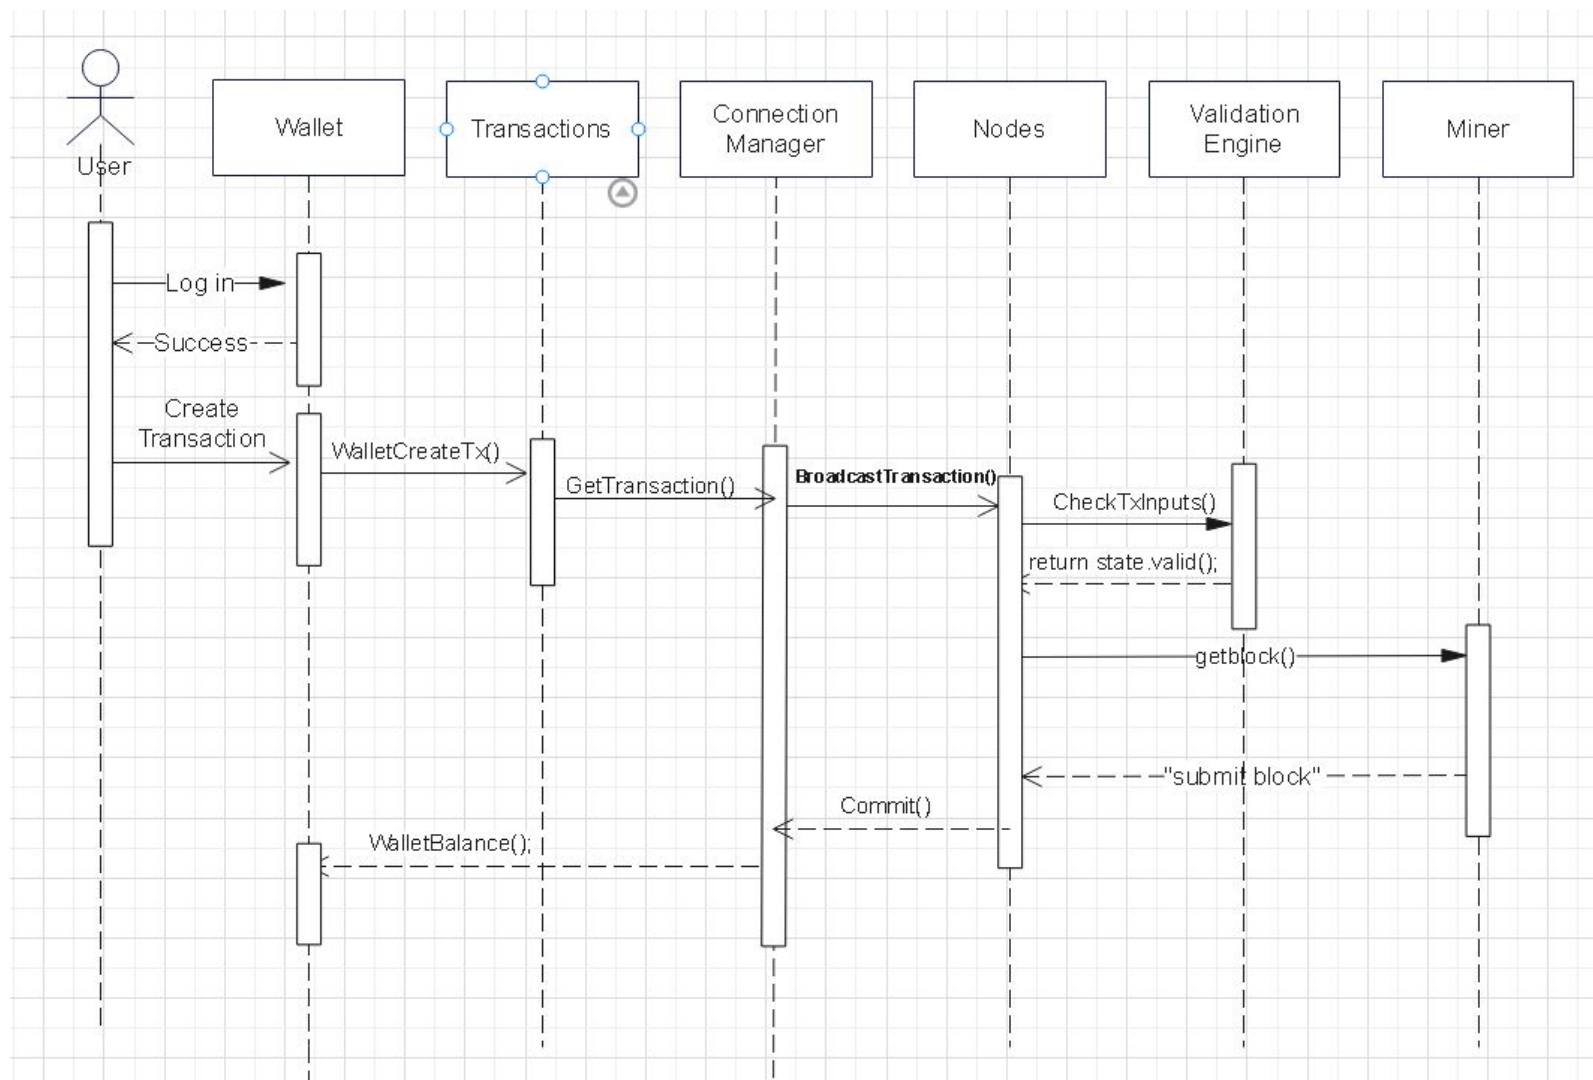 User
Wallet
Transactions
Connection
Manager
Nodes
Validation
Engine
Miner
Log in
Success
Create
Transaction
WalletCreateTx()
GetTransaction()
BroadcastTransaction()
CheckTxInputs()
return state.valid();
getblock()
"submit block"
Commit()
WalletBalance();